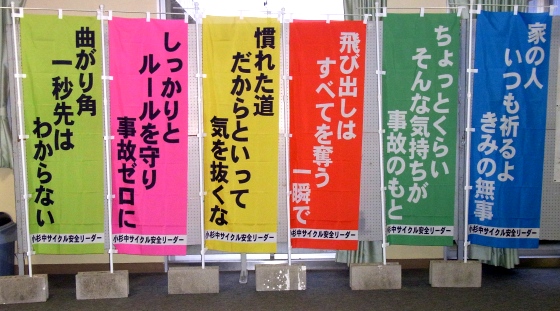 曲がり角
一秒先は
わからない
小杉中サイクル安全リーダー
しっかりと
ルールを守り
事故ゼロに
小杉中サイクル安全リーダー
慣れた道
だからといって
気を抜くな
小杉中サイクル安全リーダー
飛び出しは
すべてを奪う
一瞬で
小杉中サイクル安全リーダー
ちょっとくらい
そんな気持ちが
事故のもと
小杉中サイクル安全リーダー
家の人
いつも祈るよ
きみの無事
小杉中サイクル安全リーダー